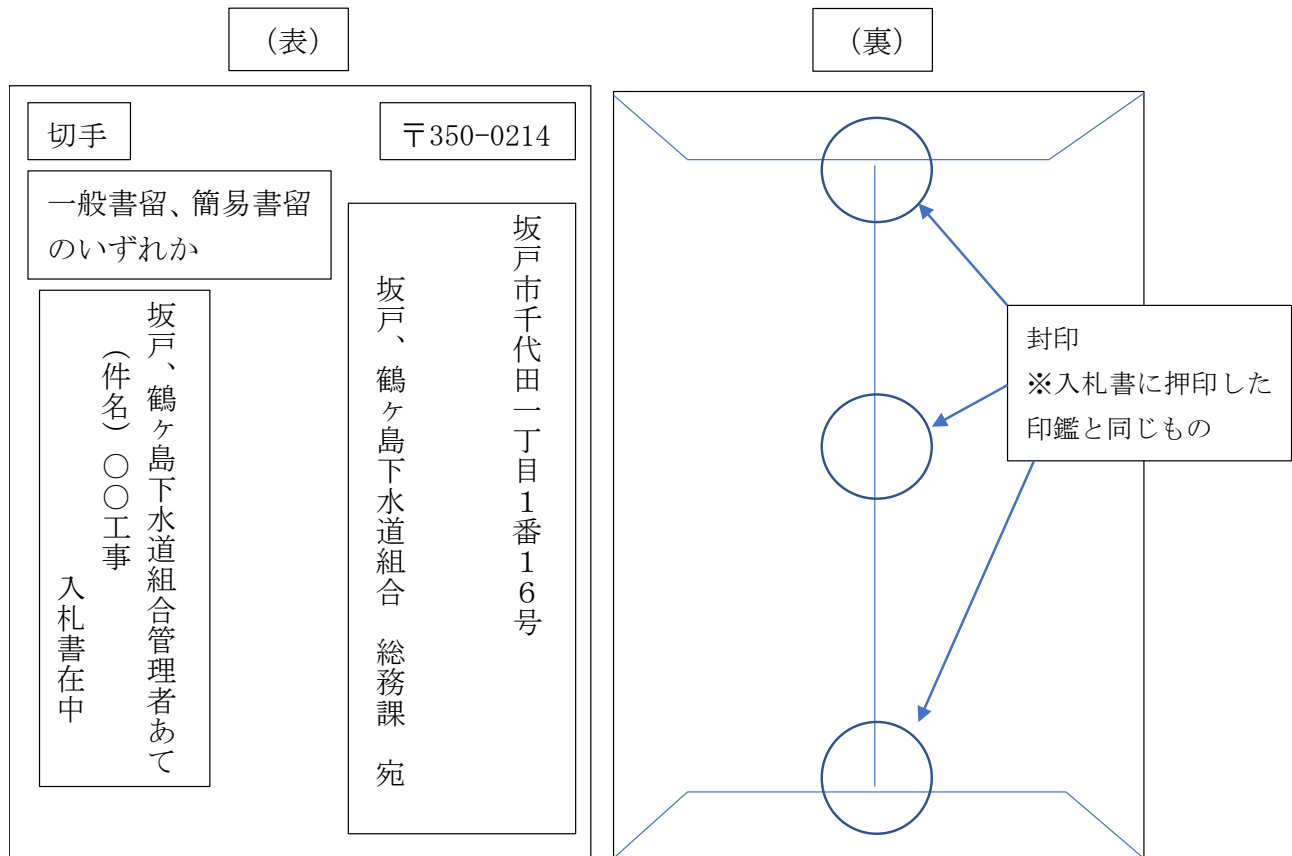 （表）
切手
〒350-0214
一般書留、簡易書留
のいずれか
坂戸市千代田一丁目１番１６号
坂戸、鶴ヶ島下水道組合　総務課　宛
坂戸、鶴ヶ島下水道組合管理者あて
（件名）○○工事
入札書在中
（裏）
封印
※入札書に押印した
印鑑と同じもの